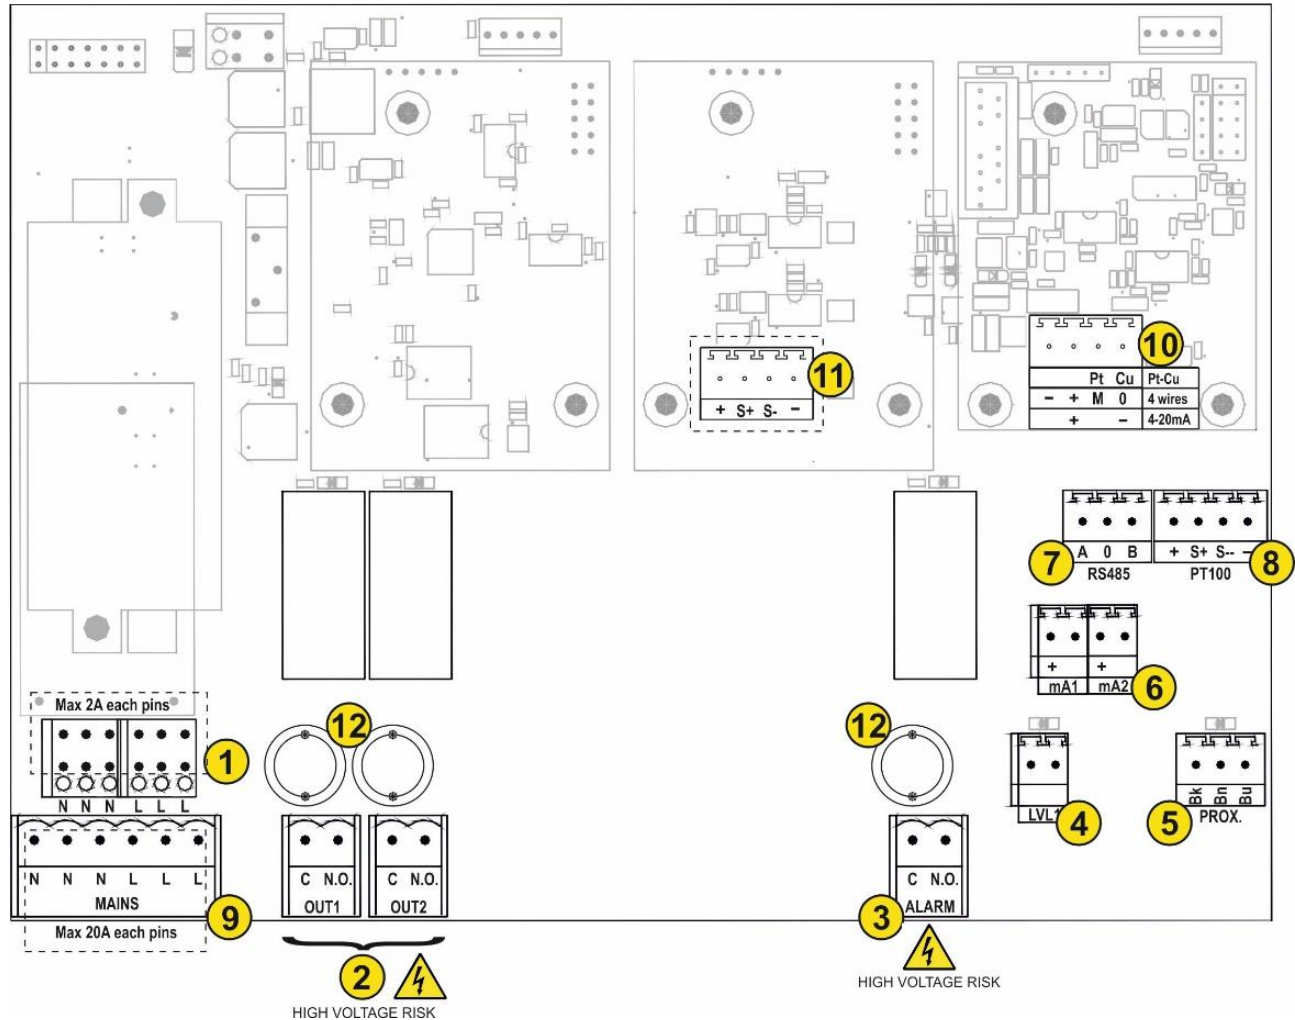 11
+ S+ S- -
10
Pt Cu Pt-Cu
- + M 0 4 wires
+ - 4-20mA
7
A 0 B
RS485
+ S+ S-- -
PT100
8
+ +
mA1 mA2
6
Max 2A each pins
1
N N N L L L
12
12
LVL1
4
Bk Bn Bu
PROX.
5
N N N L L L
MAINS
9
Max 20A each pins
C N.O.
OUT1
C N.O.
OUT2
2
HIGH VOLTAGE RISK
C N.O.
ALARM
3
HIGH VOLTAGE RISK